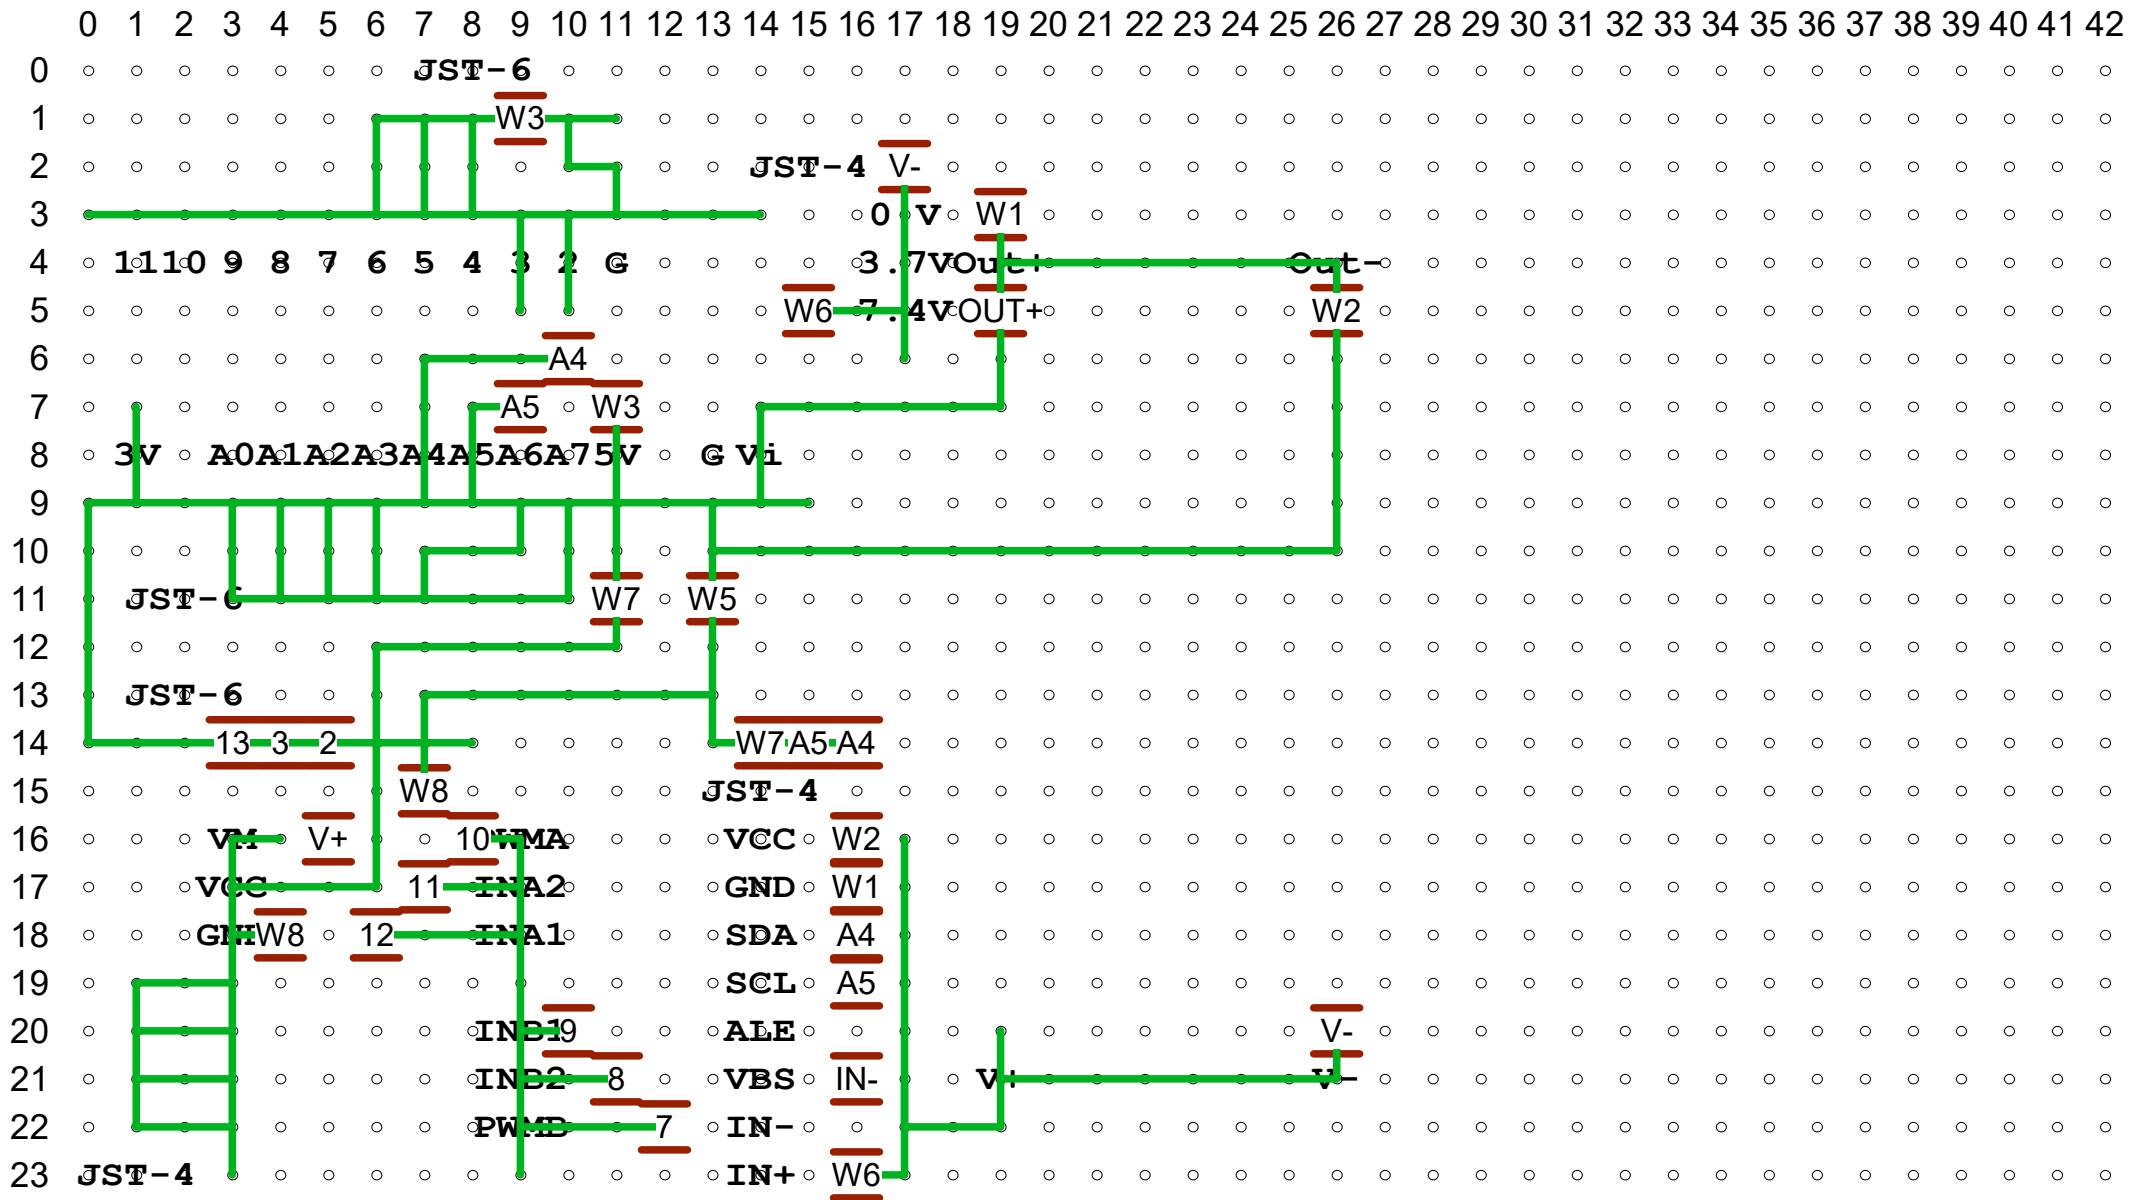 0 1 2 3 4 5 6 7 8 9 10 11 12 13 14 15 16 17 18 19 20 21 22 23 24 25 26 27 28 29 30 31 32 33 34 35 36 37 38 39 40 41 42
0 JST-6
1 W3
2 JST-4 V-
3 0 V W1
4 11 10 9 8 7 6 5 4 3 2 G 3.7V Out+ Out-
5 W6 7.4V OUT+ W2
6 A4
7 A5 W3
8 3V A0 A1 A2 A3 A4 A5 A6 A7 5V G Vi
9
10
11 JST-6 W7 W5
12
13 JST-6
14 13 3 2 W7 A5 A4
15 W8 JST-4
16 VM V+ 10 WMA VCC W2
17 VCC 11 INA2 GND W1
18 W8 12 INA1 SDA A4
19 SCL A5
20 INB1 9 ALE V-
21 INB2 8 VBS IN- V+ V-
22 PWMB 7 IN-
23 JST-4 IN+ W6